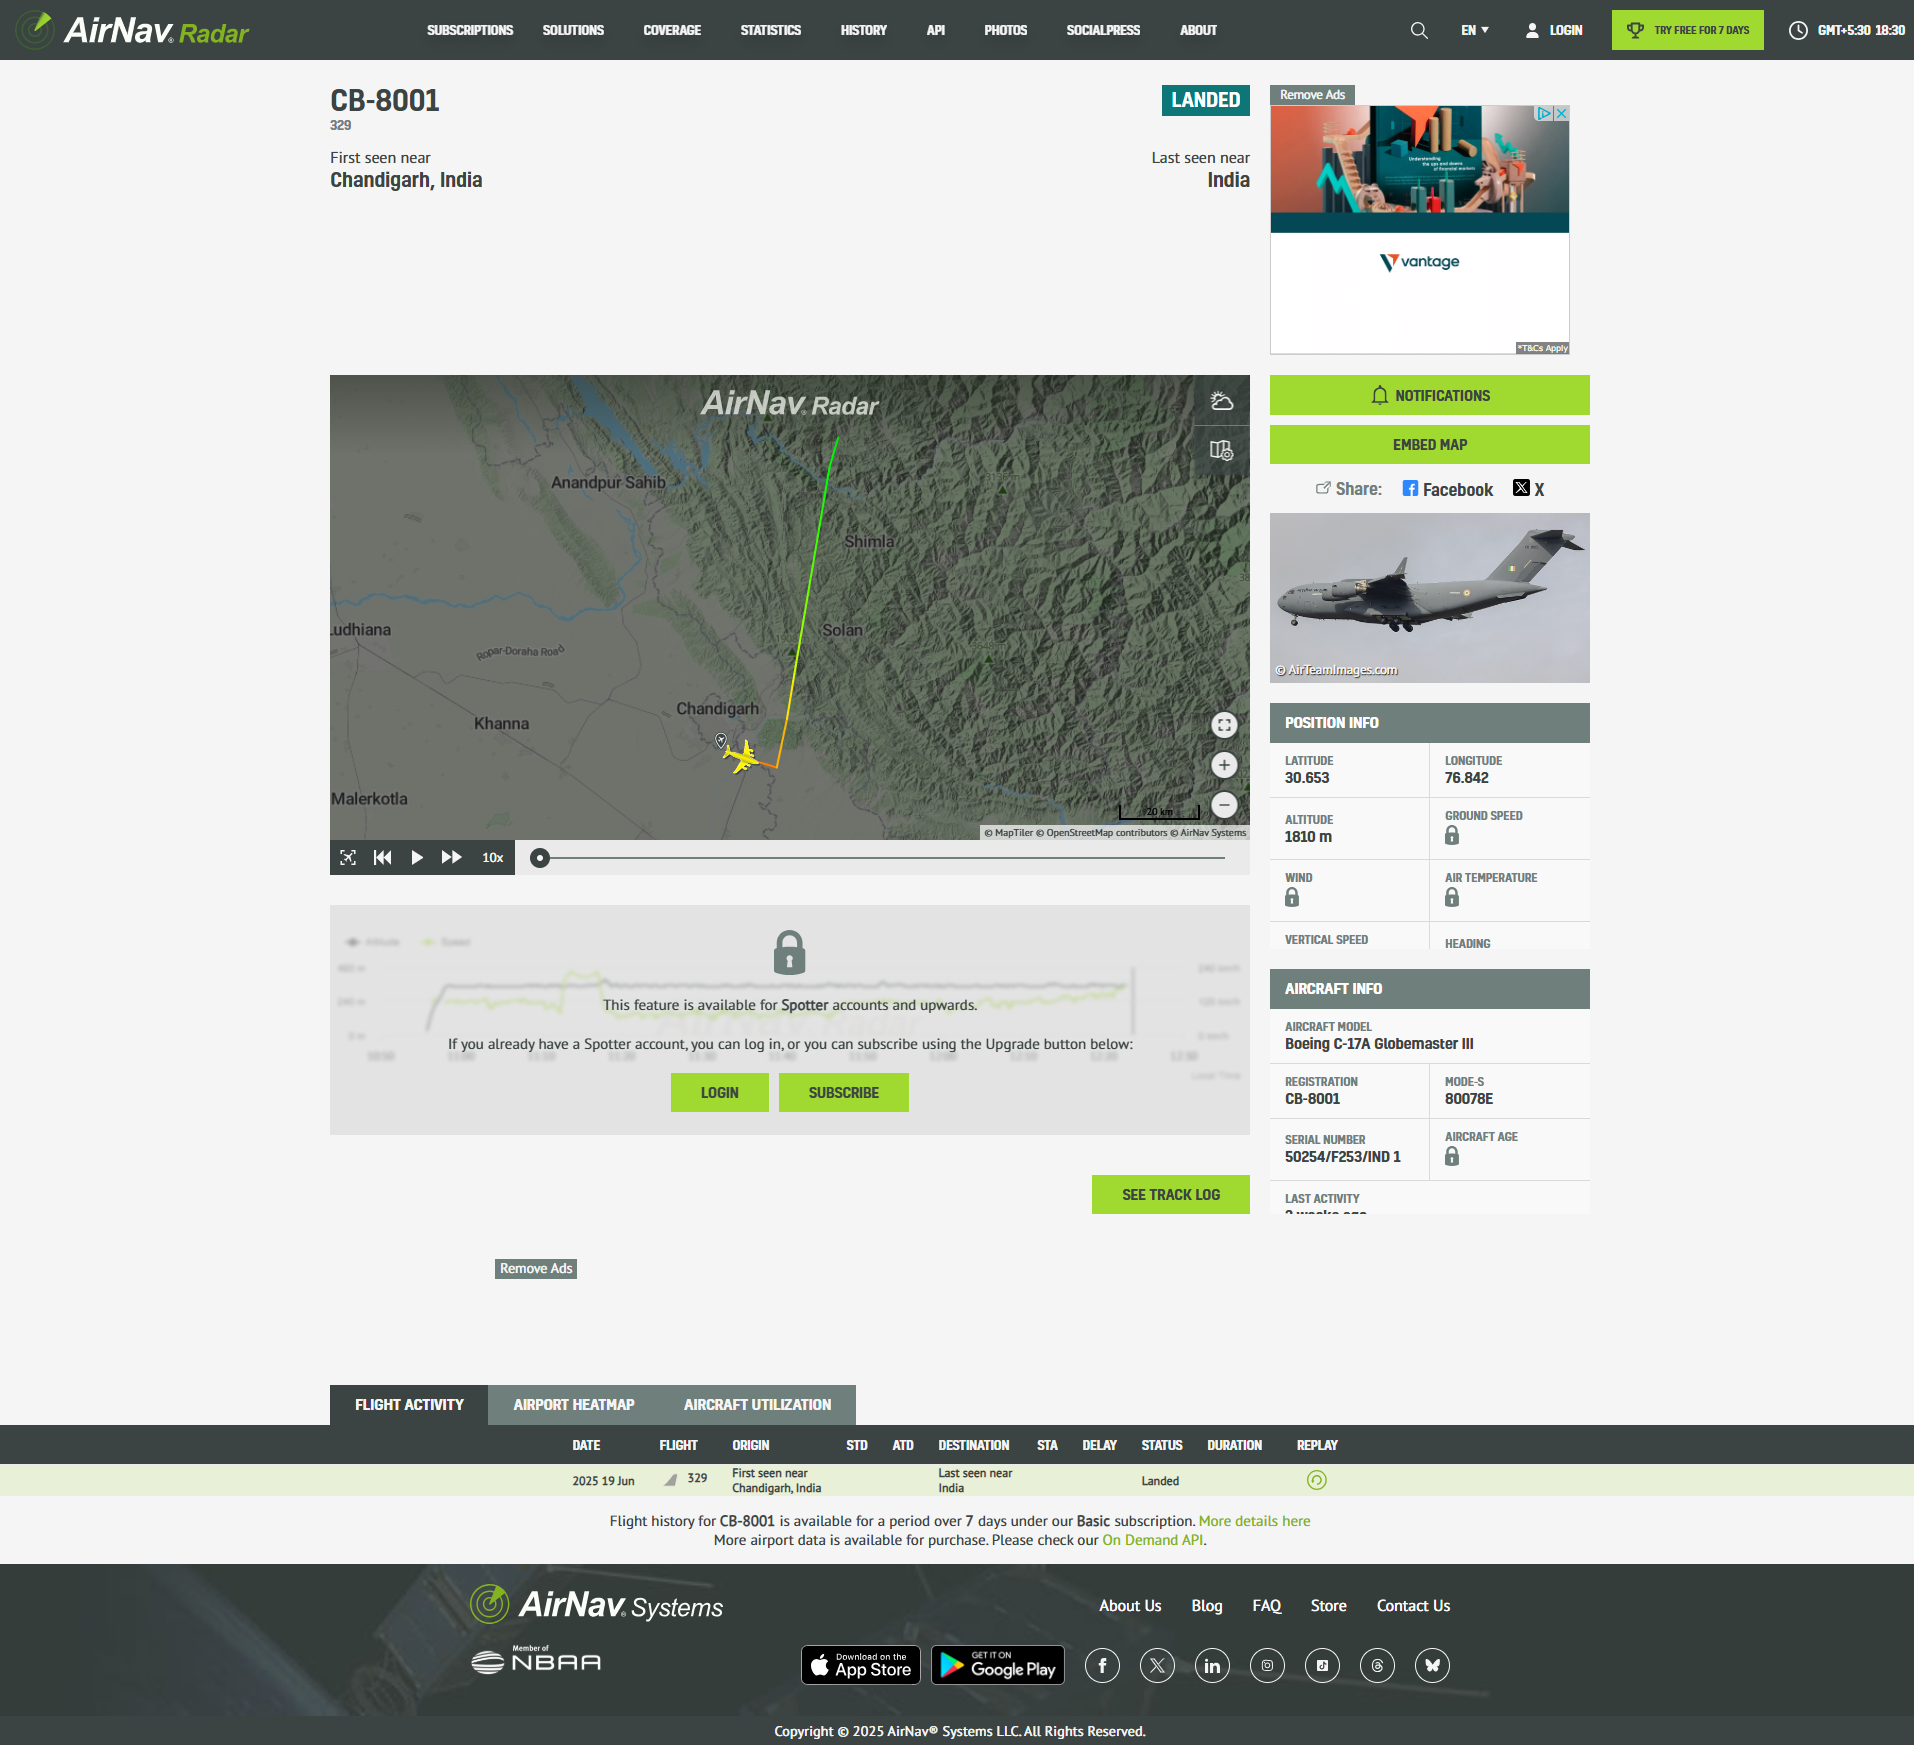 AirNav® Radar
SUBSCRIPTIONS SOLUTIONS COVERAGE STATISTICS HISTORY API PHOTOS SOCIALPRESS ABOUT
EN LOGIN TRY FREE FOR 7 DAYS GMT+5:30 18:30
CB-8001
329
LANDED
First seen near
Chandigarh, India
Last seen near
India
Remove Ads
Understanding
the ups and downs
of financial markets
vantage
*T&Cs Apply
AirNav® Radar
Anandpur Sahib
Shimla
Ludhiana
Solan
Ropar-Doraha Road
Chandigarh
Khanna
Malerkotla
20 km
© MapTiler © OpenStreetMap contributors © AirNav Systems
10x
NOTIFICATIONS
EMBED MAP
Share: Facebook X
© AirTeamImages.com
POSITION INFO
LATITUDE
30.653
LONGITUDE
76.842
ALTITUDE
1810 m
GROUND SPEED
WIND
AIR TEMPERATURE
VERTICAL SPEED
HEADING
Altitude Speed
This feature is available for Spotter accounts and upwards.
If you already have a Spotter account, you can log in, or you can subscribe using the Upgrade button below:
LOGIN SUBSCRIBE
SEE TRACK LOG
AIRCRAFT INFO
AIRCRAFT MODEL
Boeing C-17A Globemaster III
REGISTRATION
CB-8001
MODE-S
80078E
SERIAL NUMBER
50254/F253/IND 1
AIRCRAFT AGE
LAST ACTIVITY
Remove Ads
FLIGHT ACTIVITY AIRPORT HEATMAP AIRCRAFT UTILIZATION
DATE FLIGHT ORIGIN STD ATD DESTINATION STA DELAY STATUS DURATION REPLAY
2025 19 Jun 329 First seen near Chandigarh, India Last seen near India Landed
Flight history for CB-8001 is available for a period over 7 days under our Basic subscription. More details here
More airport data is available for purchase. Please check our On Demand API.
AirNav® Systems
About Us Blog FAQ Store Contact Us
Member of
NBAA
Download on the
App Store
GET IT ON
Google Play
Copyright © 2025 AirNav® Systems LLC. All Rights Reserved.